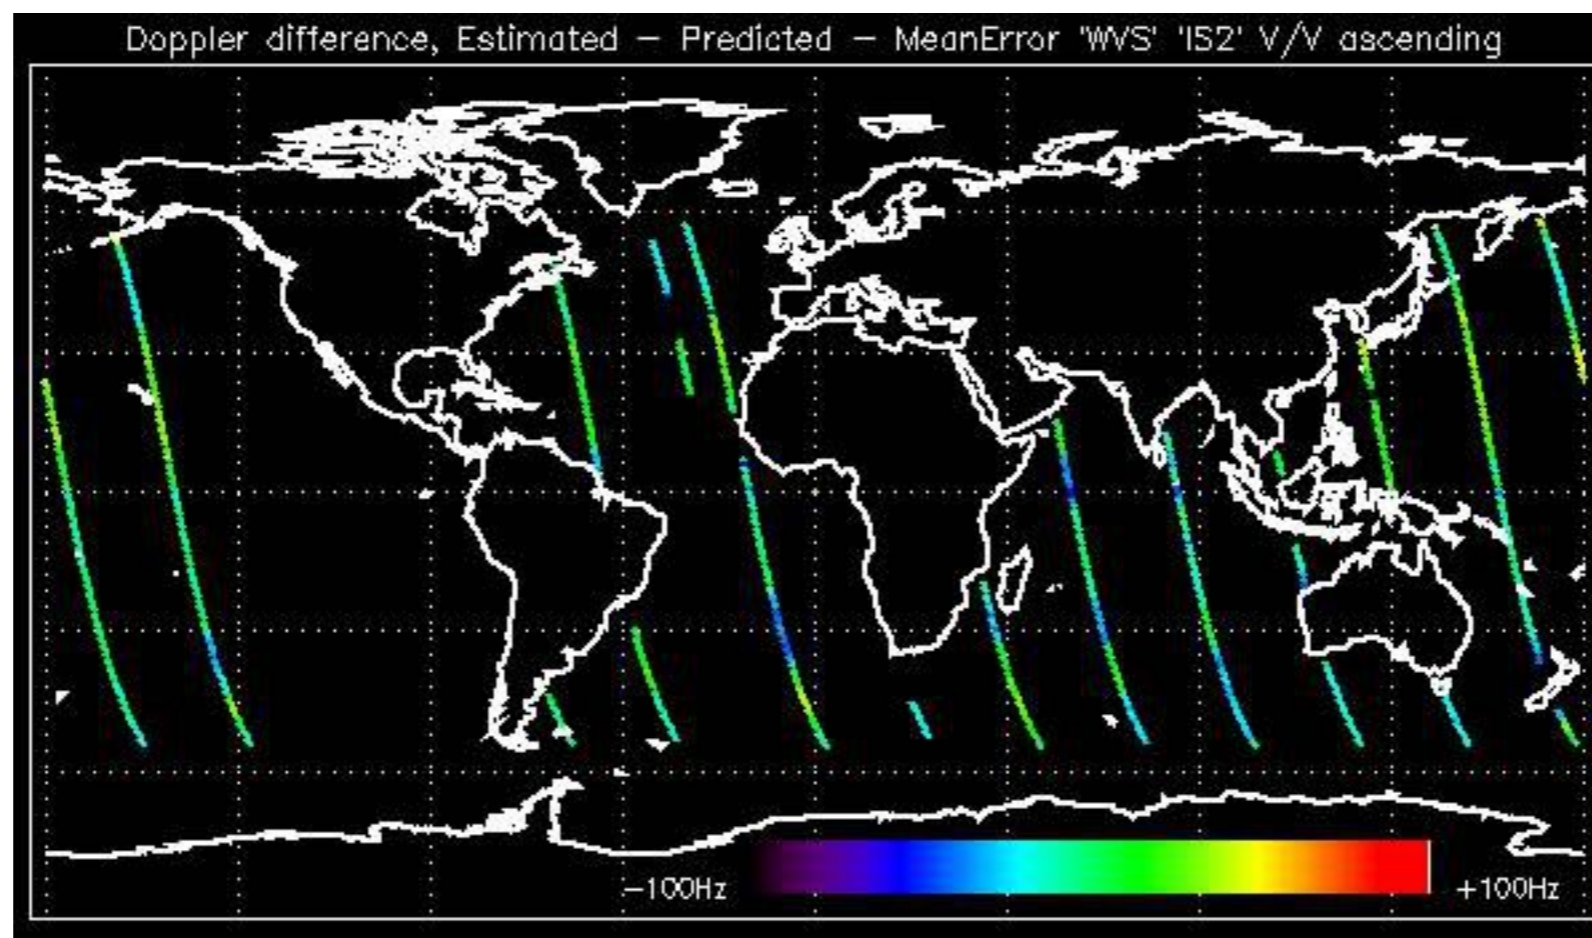 Doppler difference, Estimated – Predicted – MeanError 'WVS' 'IS2' V/V ascending
–100Hz +100Hz